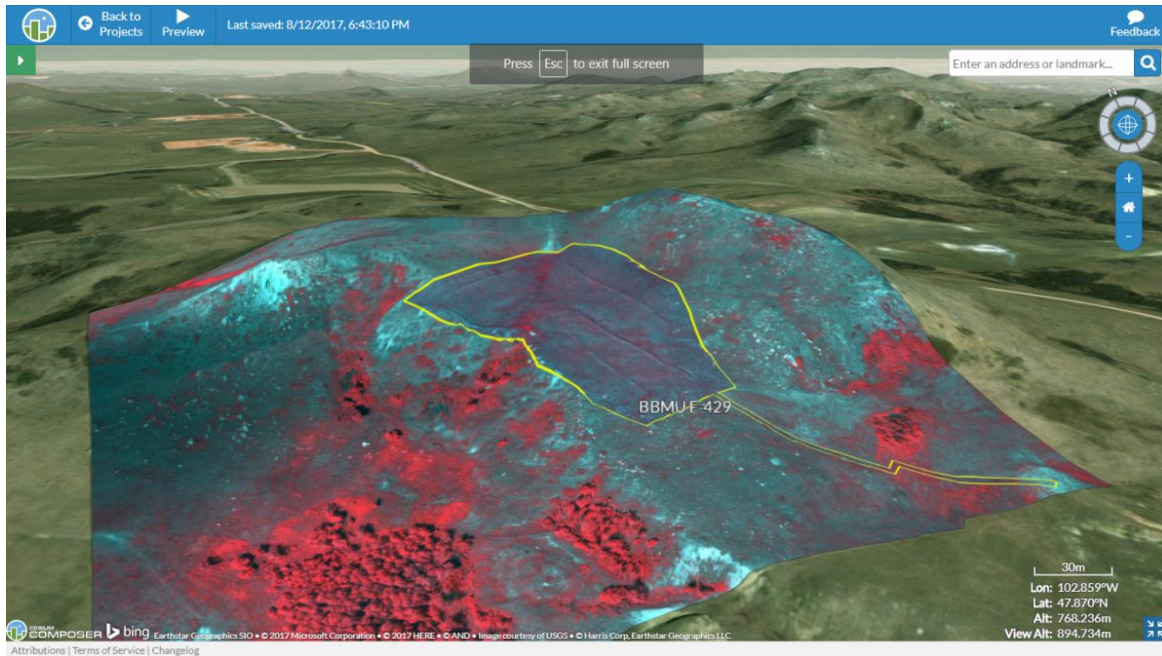 Back to
Projects
Preview
Last saved: 8/12/2017, 6:43:10 PM
Feedback
Press Esc to exit full screen
Enter an address or landmark...
N
+
-
BBMU F 429
30m
Lon: 102.859°W
Lat: 47.870°N
Alt: 768.236m
View Alt: 894.734m
CESIUM
COMPOSER bing Earthstar Geographics SIO • © 2017 Microsoft Corporation • © 2017 HERE • © AND • Image courtesy of USGS • © Harris Corp, Earthstar Geographics LLC
Attributions | Terms of Service | Changelog